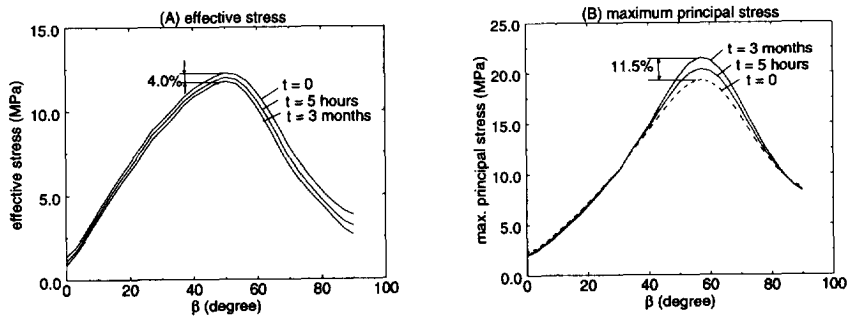 (A) effective stress
15.0
10.0
5.0
0.0
effective stress (MPa)
4.0%
t = 0
t = 5 hours
t = 3 months
0
20
40
60
80
100
β (degree)
(B) maximum principal stress
25.0
20.0
15.0
10.0
5.0
0.0
max. principal stress (MPa)
11.5%
t = 3 months
t = 5 hours
t = 0
0
20
40
60
80
100
β (degree)